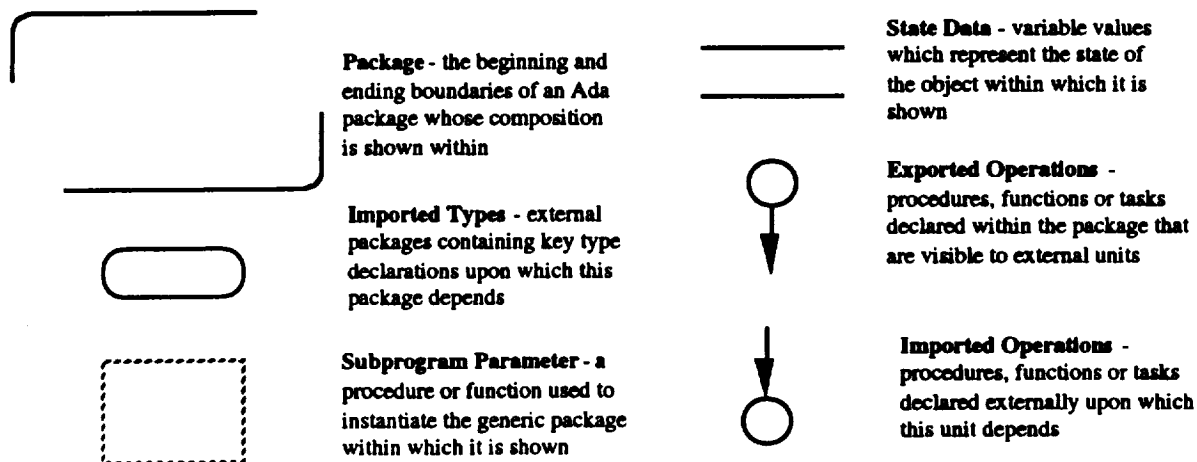 Package - the beginning and
ending boundaries of an Ada
package whose composition
is shown within
Imported Types - external
packages containing key type
declarations upon which this
package depends
Subprogram Parameter - a
procedure or function used to
instantiate the generic package
within which it is shown
State Data - variable values
which represent the state of
the object within which it is
shown
Exported Operations -
procedures, functions or tasks
declared within the package that
are visible to external units
Imported Operations -
procedures, functions or tasks
declared externally upon which
this unit depends